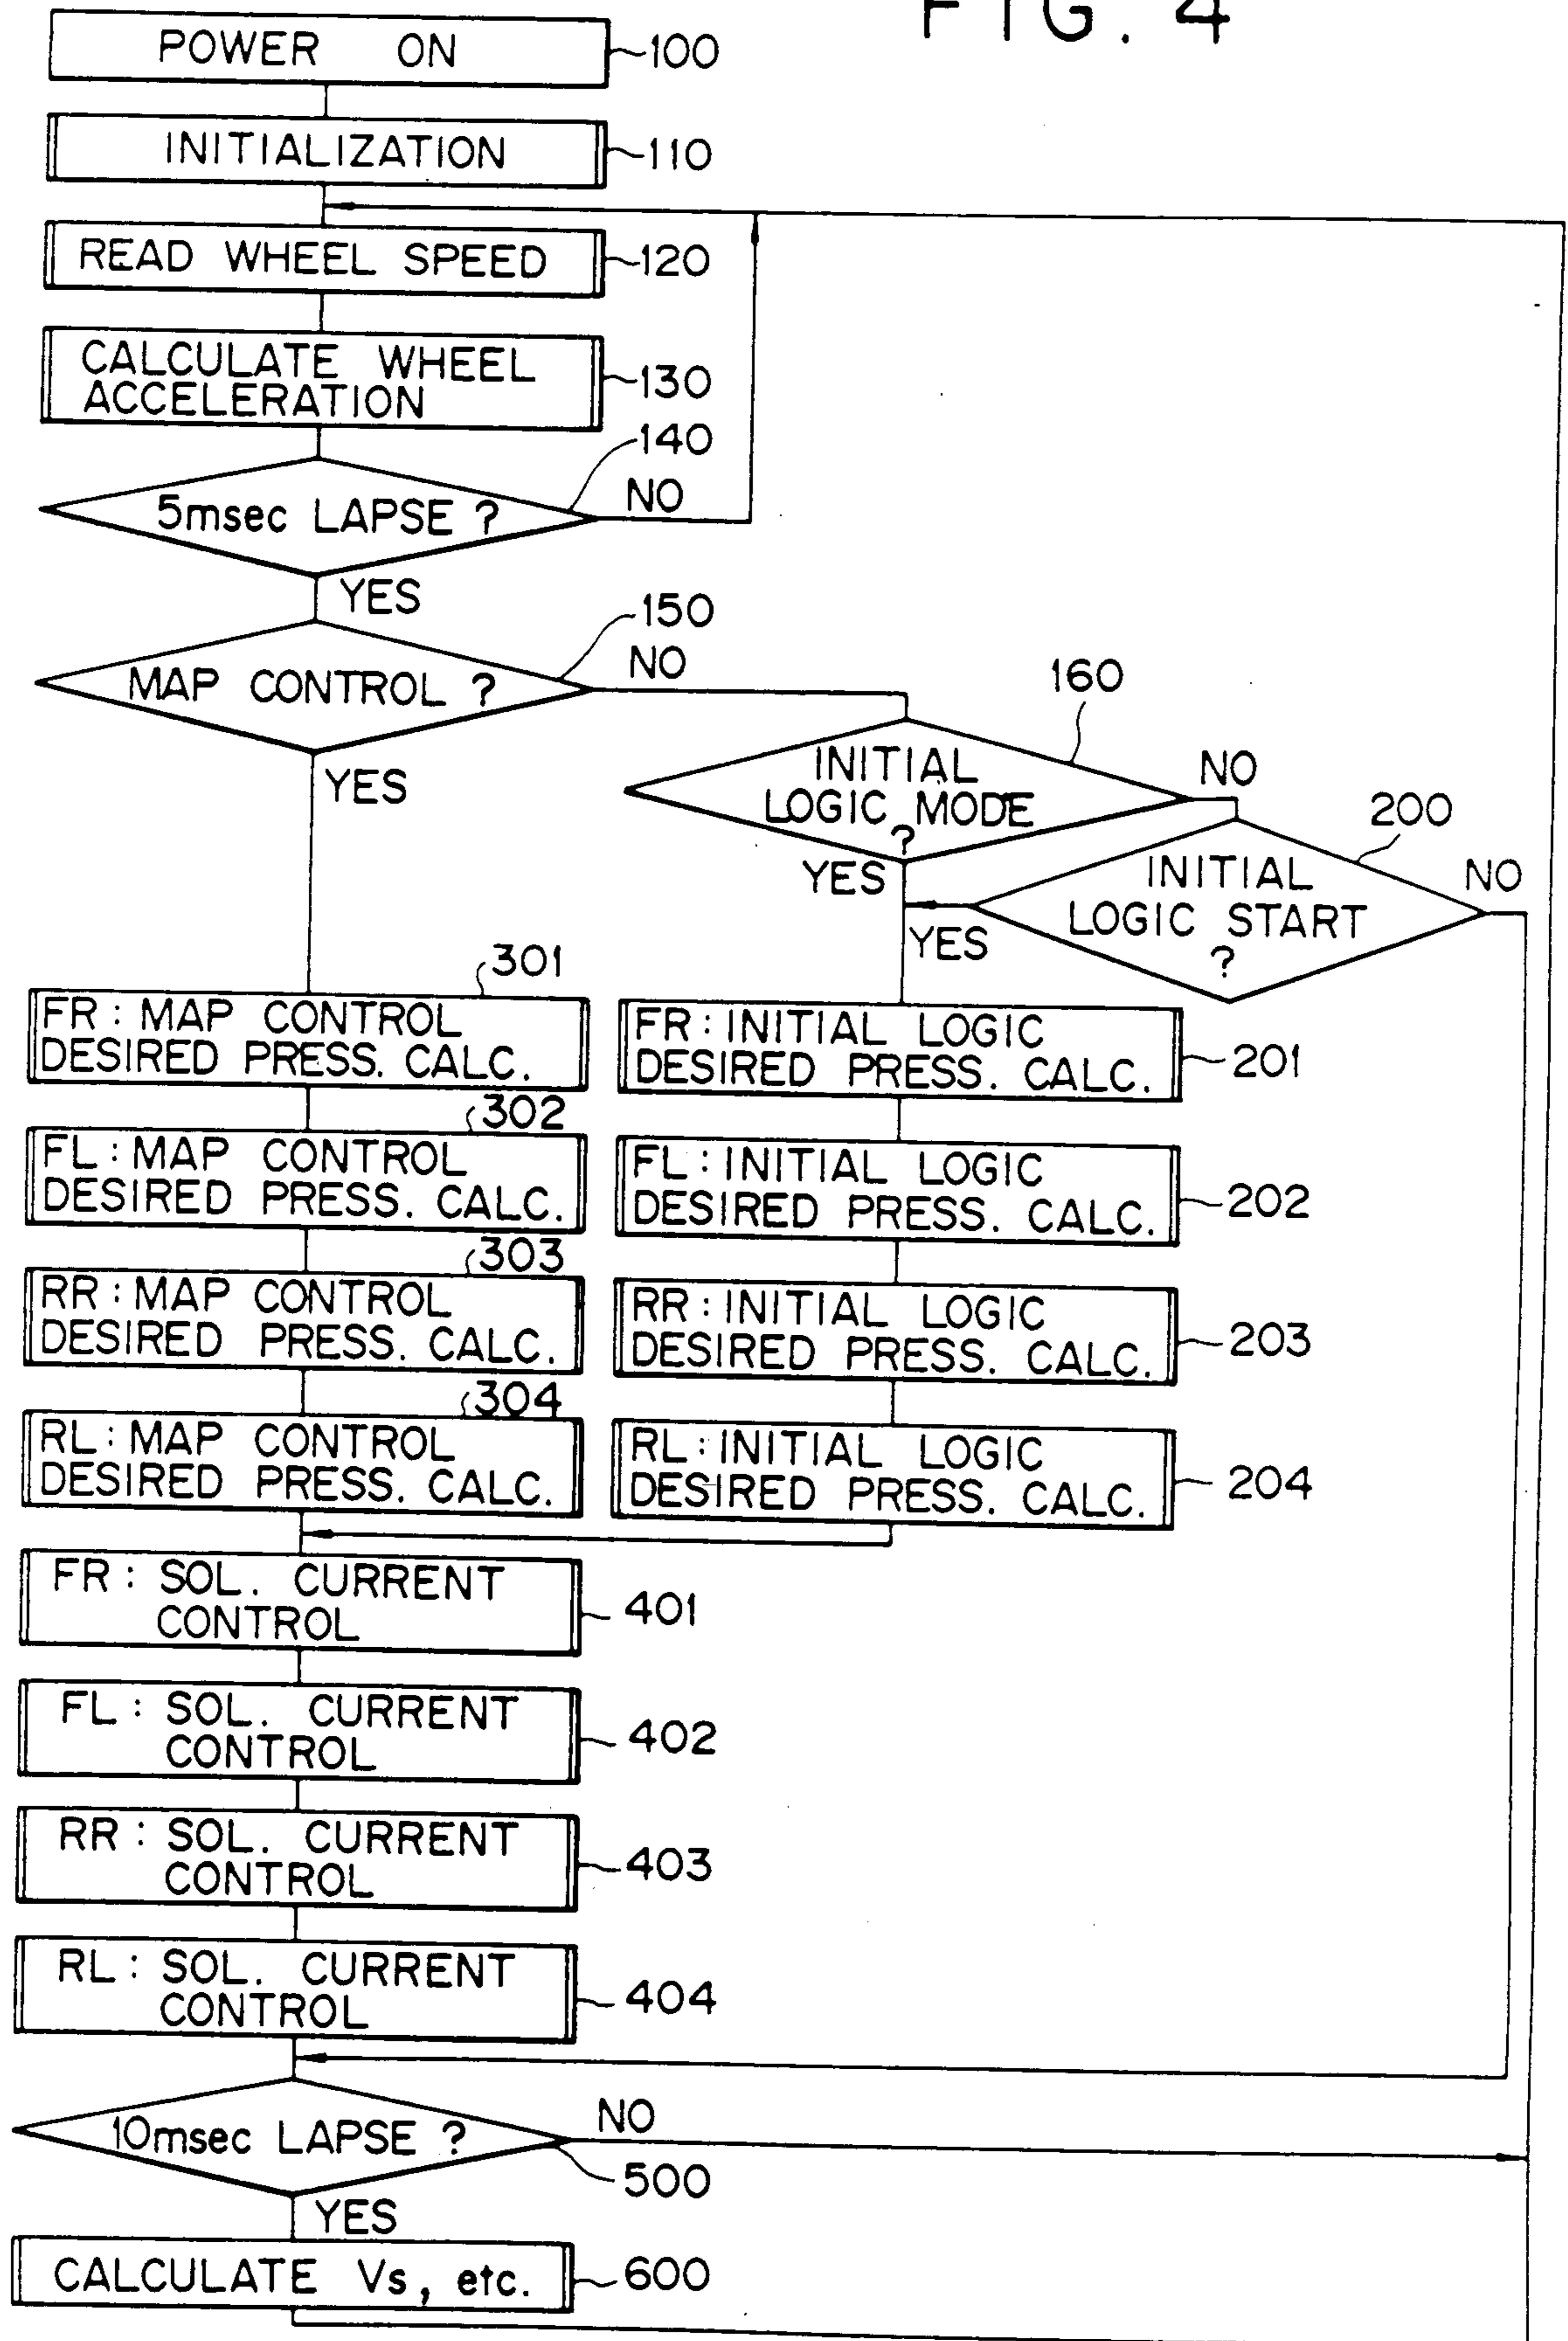 FIG. 4
POWER ON
100
INITIALIZATION
110
READ WHEEL SPEED
120
CALCULATE WHEEL
ACCELERATION
130
140
5msec LAPSE ?
NO
YES
150
MAP CONTROL ?
NO
YES
160
INITIAL
LOGIC MODE
?
NO
YES
200
INITIAL
LOGIC START
?
NO
YES
301
FR : MAP CONTROL
DESIRED PRESS. CALC.
302
FL : MAP CONTROL
DESIRED PRESS. CALC.
303
RR : MAP CONTROL
DESIRED PRESS. CALC.
304
RL : MAP CONTROL
DESIRED PRESS. CALC.
FR : INITIAL LOGIC
DESIRED PRESS. CALC.
201
FL : INITIAL LOGIC
DESIRED PRESS. CALC.
202
RR : INITIAL LOGIC
DESIRED PRESS. CALC.
203
RL : INITIAL LOGIC
DESIRED PRESS. CALC.
204
FR : SOL. CURRENT
CONTROL
401
FL : SOL. CURRENT
CONTROL
402
RR : SOL. CURRENT
CONTROL
403
RL : SOL. CURRENT
CONTROL
404
10msec LAPSE ?
NO
500
YES
CALCULATE Vs, etc.
600